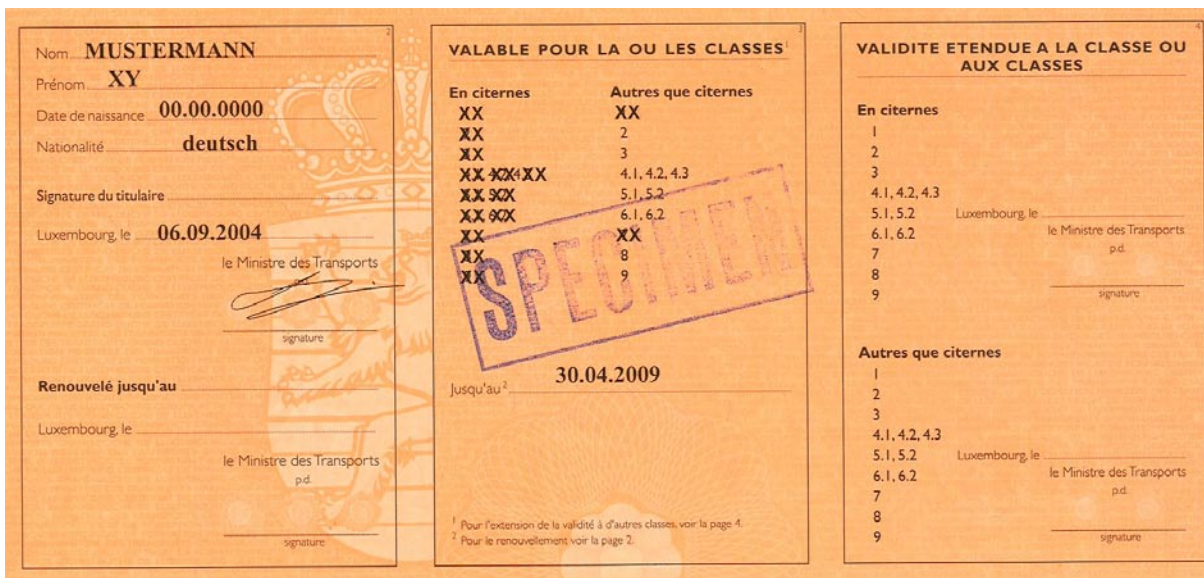 2
Nom MUSTERMANN
Prénom XY
Date de naissance 00.00.0000
Nationalité deutsch
Signature du titulaire
Luxembourg, le 06.09.2004
le Ministre des Transports
signature
Renouvelé jusqu'au
Luxembourg, le
le Ministre des Transports
p.d.
signature
3
VALABLE POUR LA OU LES CLASSES 1
En citernes Autres que citernes
XX XX
XX 2
XX 3
XX XX 4.1, 4.2, 4.3
XX 5.1, 5.2
XX 6.1, 6.2
XX XX
XX 8
XX 9
SPECIMEN
Jusqu'au 2 30.04.2009
1 Pour l'extension de la validité à d'autres classes, voir la page 4.
2 Pour le renouvellement voir la page 2.
4
VALIDITE ETENDUE A LA CLASSE OU
AUX CLASSES
En citernes
1
2
3
4.1, 4.2, 4.3
5.1, 5.2 Luxembourg, le
6.1, 6.2 le Ministre des Transports
p.d.
7
8
9 signature
Autres que citernes
1
2
3
4.1, 4.2, 4.3
5.1, 5.2 Luxembourg, le
6.1, 6.2 le Ministre des Transports
7 p.d.
8
9 signature